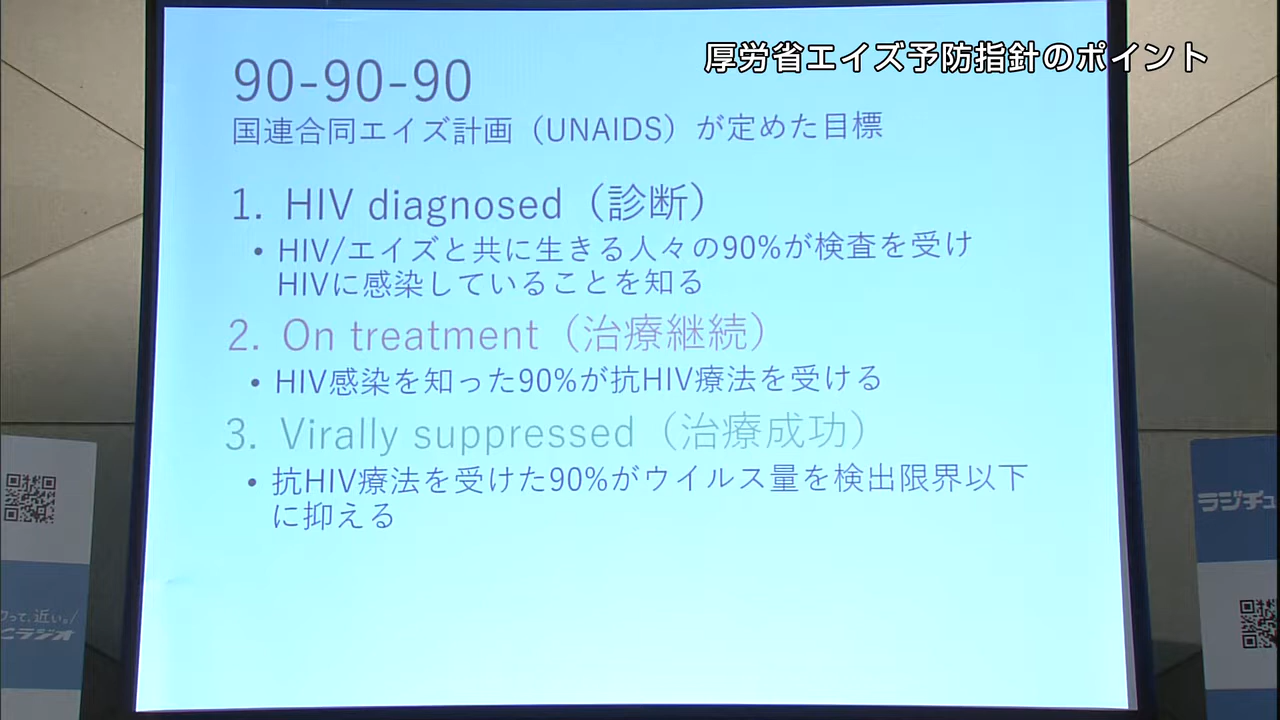 厚労省エイズ予防指針のポイント
90-90-90
国連合同エイズ計画（UNAIDS）が定めた目標
1. HIV diagnosed（診断）
• HIV/エイズと共に生きる人々の90%が検査を受け
HIVに感染していることを知る
2. On treatment（治療継続）
• HIV感染を知った90%が抗HIV療法を受ける
3. Virally suppressed（治療成功）
• 抗HIV療法を受けた90%がウイルス量を検出限界以下
に抑える
って、近い。/
ラジオ
ラジチュ